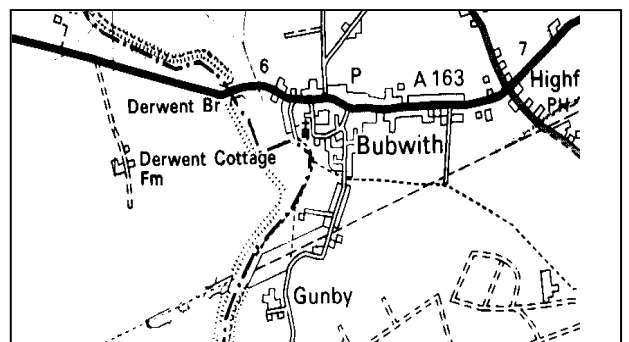 7
6
P
A 163
Highf
PH
Derwent Br
Bubwith
Derwent Cottage
Fm
Gunby